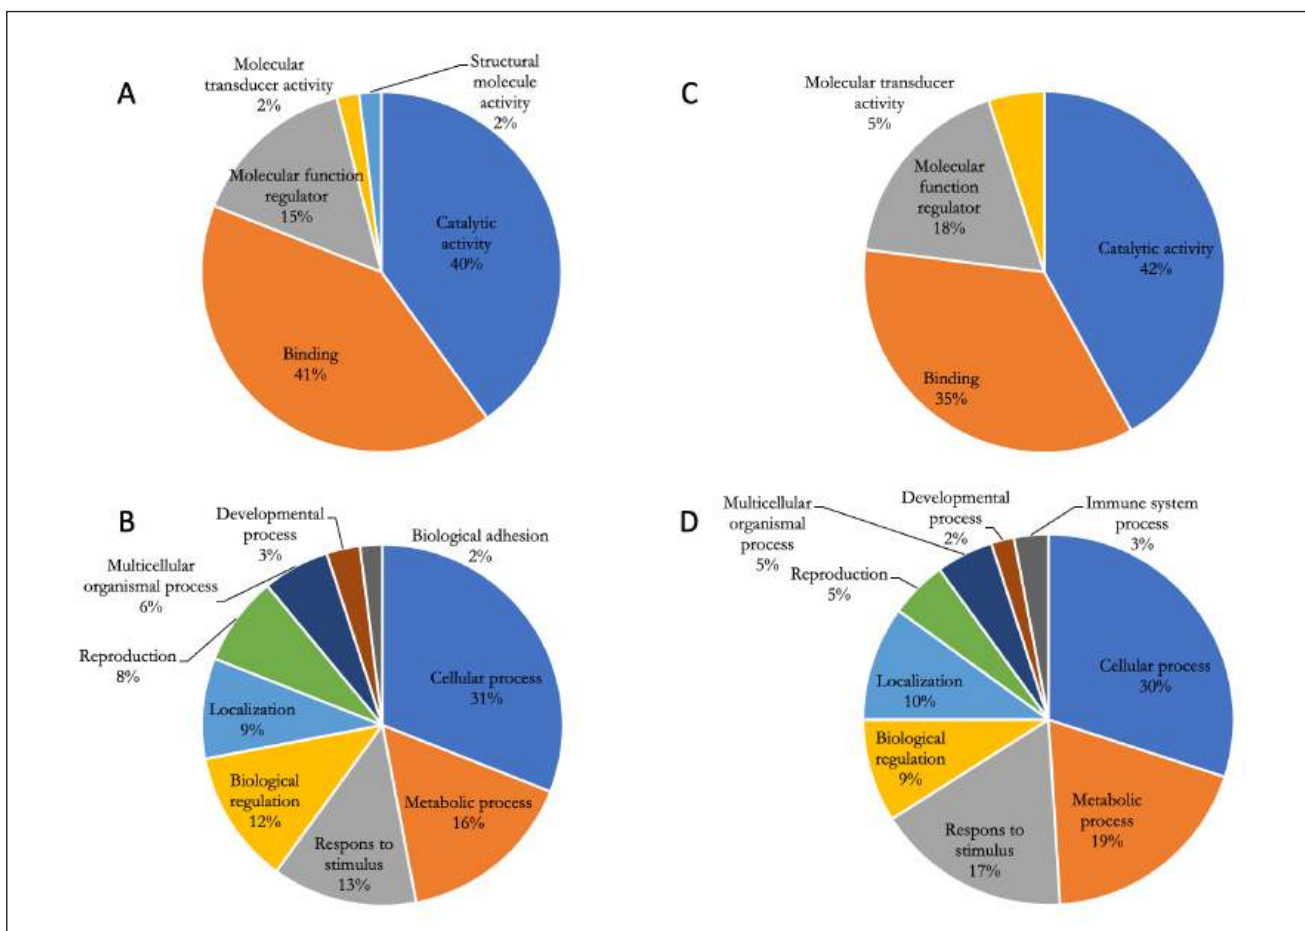 A
Molecular
transducer activity
2%
Structural
molecule
activity
2%
Molecular function
regulator
15%
Catalytic
activity
40%
Binding
41%
C
Molecular transducer
activity
5%
Molecular
function
regulator
18%
Catalytic activity
42%
Binding
35%
B
Developmental
process
3%
Biological adhesion
2%
Multicellular
organismal process
6%
Reproduction
8%
Cellular process
31%
Localization
9%
Biological
regulation
12%
Metabolic process
16%
Respons to
stimulus
13%
D
Multicellular
organismal
process
5%
Developmental
process
2%
Immune system
process
3%
Reproduction
5%
Cellular process
30%
Localization
10%
Biological
regulation
9%
Metabolic
process
19%
Respons to
stimulus
17%